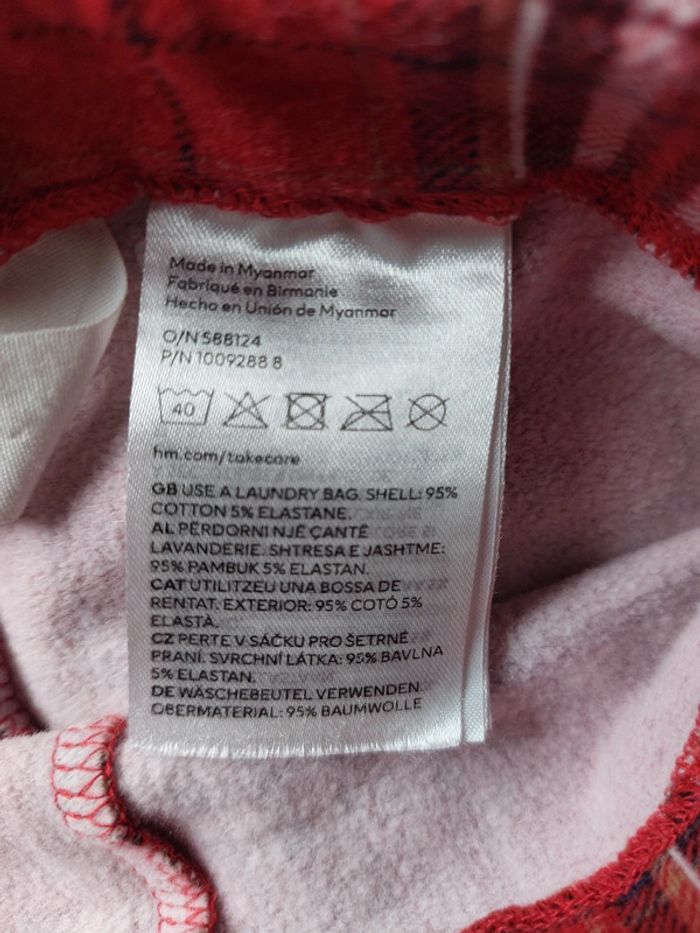 Made in Myanmar
Fabriqué en Birmanie
Hecho en Unión de Myanmar
O/N 588124
P/N 1009288 8
40
hm.com/takecare
GB USE A LAUNDRY BAG. SHELL: 95%
COTTON 5% ELASTANE.
AL PERDORNI NJË ÇANTË
LAVANDERIE. SHTRESA E JASHTME:
95% PAMBUK 5% ELASTAN.
CAT UTILITZEU UNA BOSSA DE
RENTAT. EXTERIOR: 95% COTÓ 5%
ELASTÀ.
CZ PERTE V SÁČKU PRO ŠETRNÉ
PRANÍ. SVRCHNÍ LÁTKA: 95% BAVLNA
5% ELASTAN.
DE WÄSCHEBEUTEL VERWENDEN.
OBERMATERIAL: 95% BAUMWOLLE